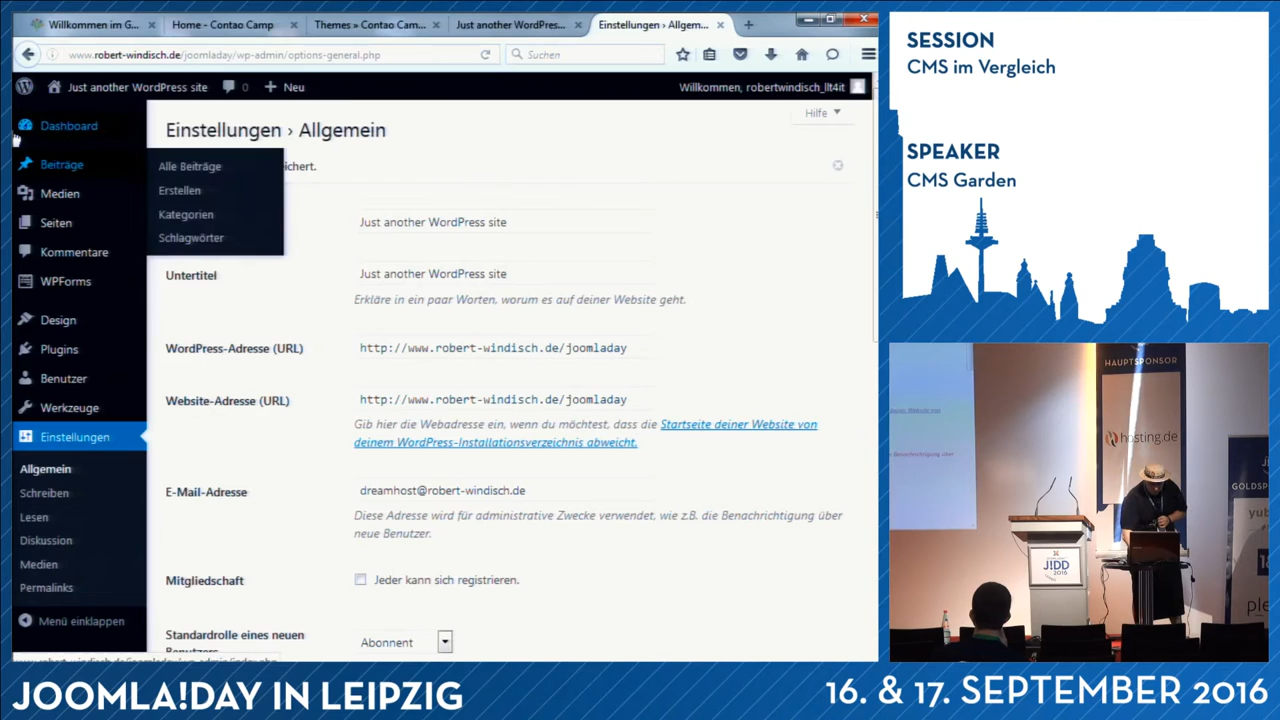 Willkommen im G...
Home - Contao Camp
Themes » Contao Cam...
Just another WordPress...
Einstellungen › Allgem...
www.robert-windisch.de/joomladay/wp-admin/options-general.php
Suchen
Just another WordPress site
0
Neu
Willkommen, robertwindisch_llt4it
Dashboard
Beiträge
Medien
Seiten
Kommentare
WPForms
Design
Plugins
Benutzer
Werkzeuge
Einstellungen
Allgemein
Schreiben
Lesen
Diskussion
Medien
Permalinks
Menü einklappen
Alle Beiträge
Erstellen
Kategorien
Schlagwörter
Hilfe
Einstellungen › Allgemein
ichert.
Just another WordPress site
Untertitel
Just another WordPress site
Erkläre in ein paar Worten, worum es auf deiner Website geht.
WordPress-Adresse (URL)
http://www.robert-windisch.de/joomladay
Website-Adresse (URL)
http://www.robert-windisch.de/joomladay
Gib hier die Webadresse ein, wenn du möchtest, dass die Startseite deiner Website von
deinem WordPress-Installationsverzeichnis abweicht.
E-Mail-Adresse
dreamhost@robert-windisch.de
Diese Adresse wird für administrative Zwecke verwendet, wie z.B. die Benachrichtigung über
neue Benutzer.
Mitgliedschaft
Jeder kann sich registrieren.
Standardrolle eines neuen
Benutzers
Abonnent
SESSION
CMS im Vergleich
SPEAKER
CMS Garden
HAUPTSPONSOR
hosting.de
GOLDSP
yub
ple
J!DD
2016
JOOMLA!DAY IN LEIPZIG
16. & 17. SEPTEMBER 2016